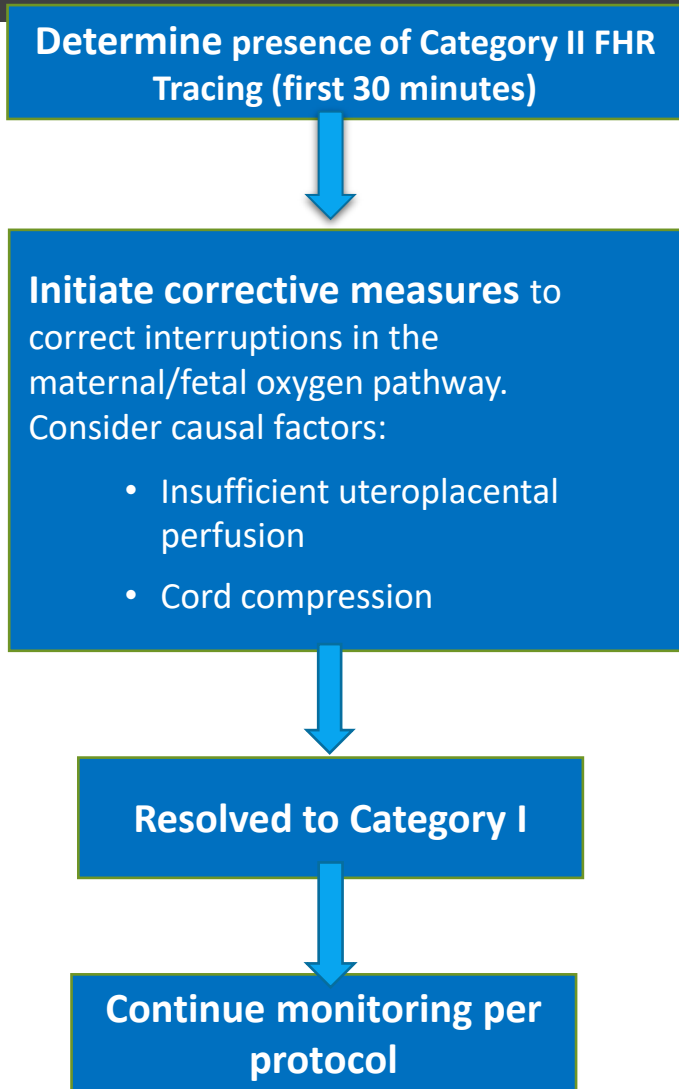 Determine presence of Category II FHR
Tracing (first 30 minutes)
Initiate corrective measures to
correct interruptions in the
maternal/fetal oxygen pathway.
Consider causal factors:
• Insufficient uteroplacental
perfusion
• Cord compression
Resolved to Category I
Continue monitoring per
protocol